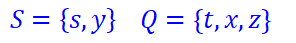 S = {s, y} Q = {t, x, z}